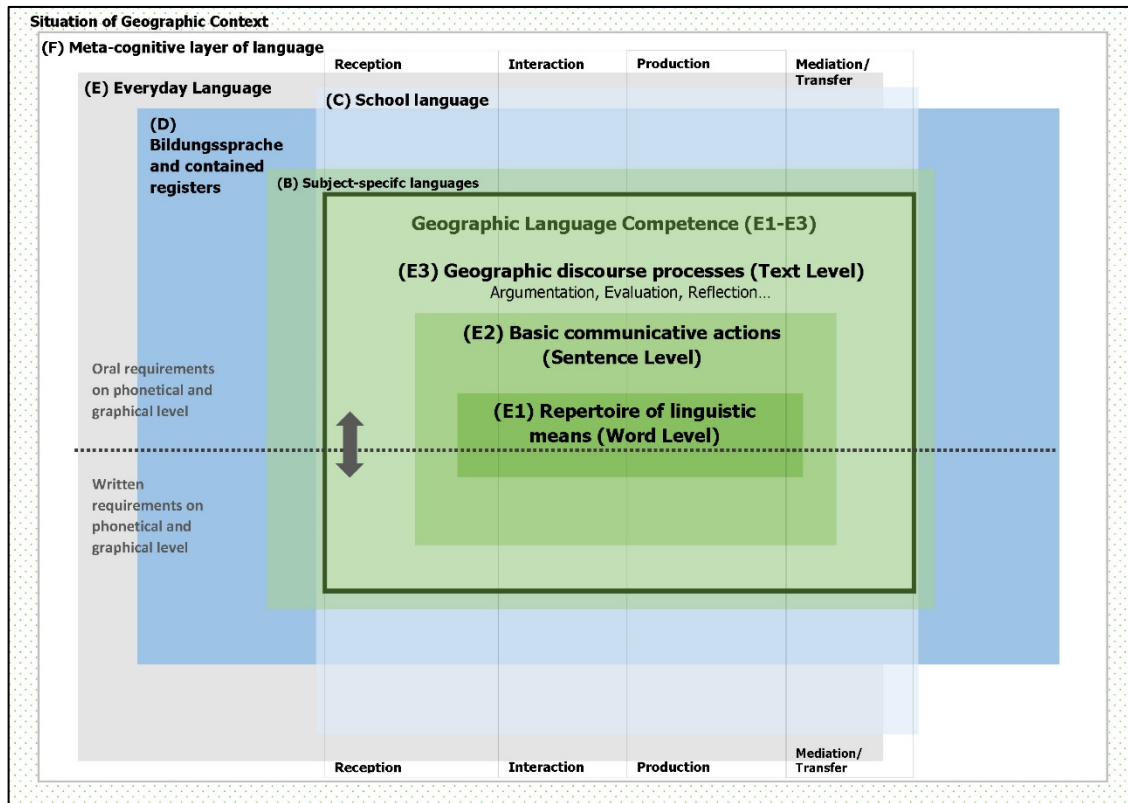 Situation of Geographic Context
(F) Meta-cognitive layer of language
Reception
Interaction
Production
Mediation/
Transfer
(E) Everyday Language
(C) School language
(D)
Bildungssprache
and contained
registers
(B) Subject-specifc languages
Geographic Language Competence (E1-E3)
(E3) Geographic discourse processes (Text Level)
Argumentation, Evaluation, Reflection...
(E2) Basic communicative actions
(Sentence Level)
Oral requirements
on phonetical and
graphical level
(E1) Repertoire of linguistic
means (Word Level)
Written
requirements on
phonetical and
graphical level
Reception
Interaction
Production
Mediation/
Transfer